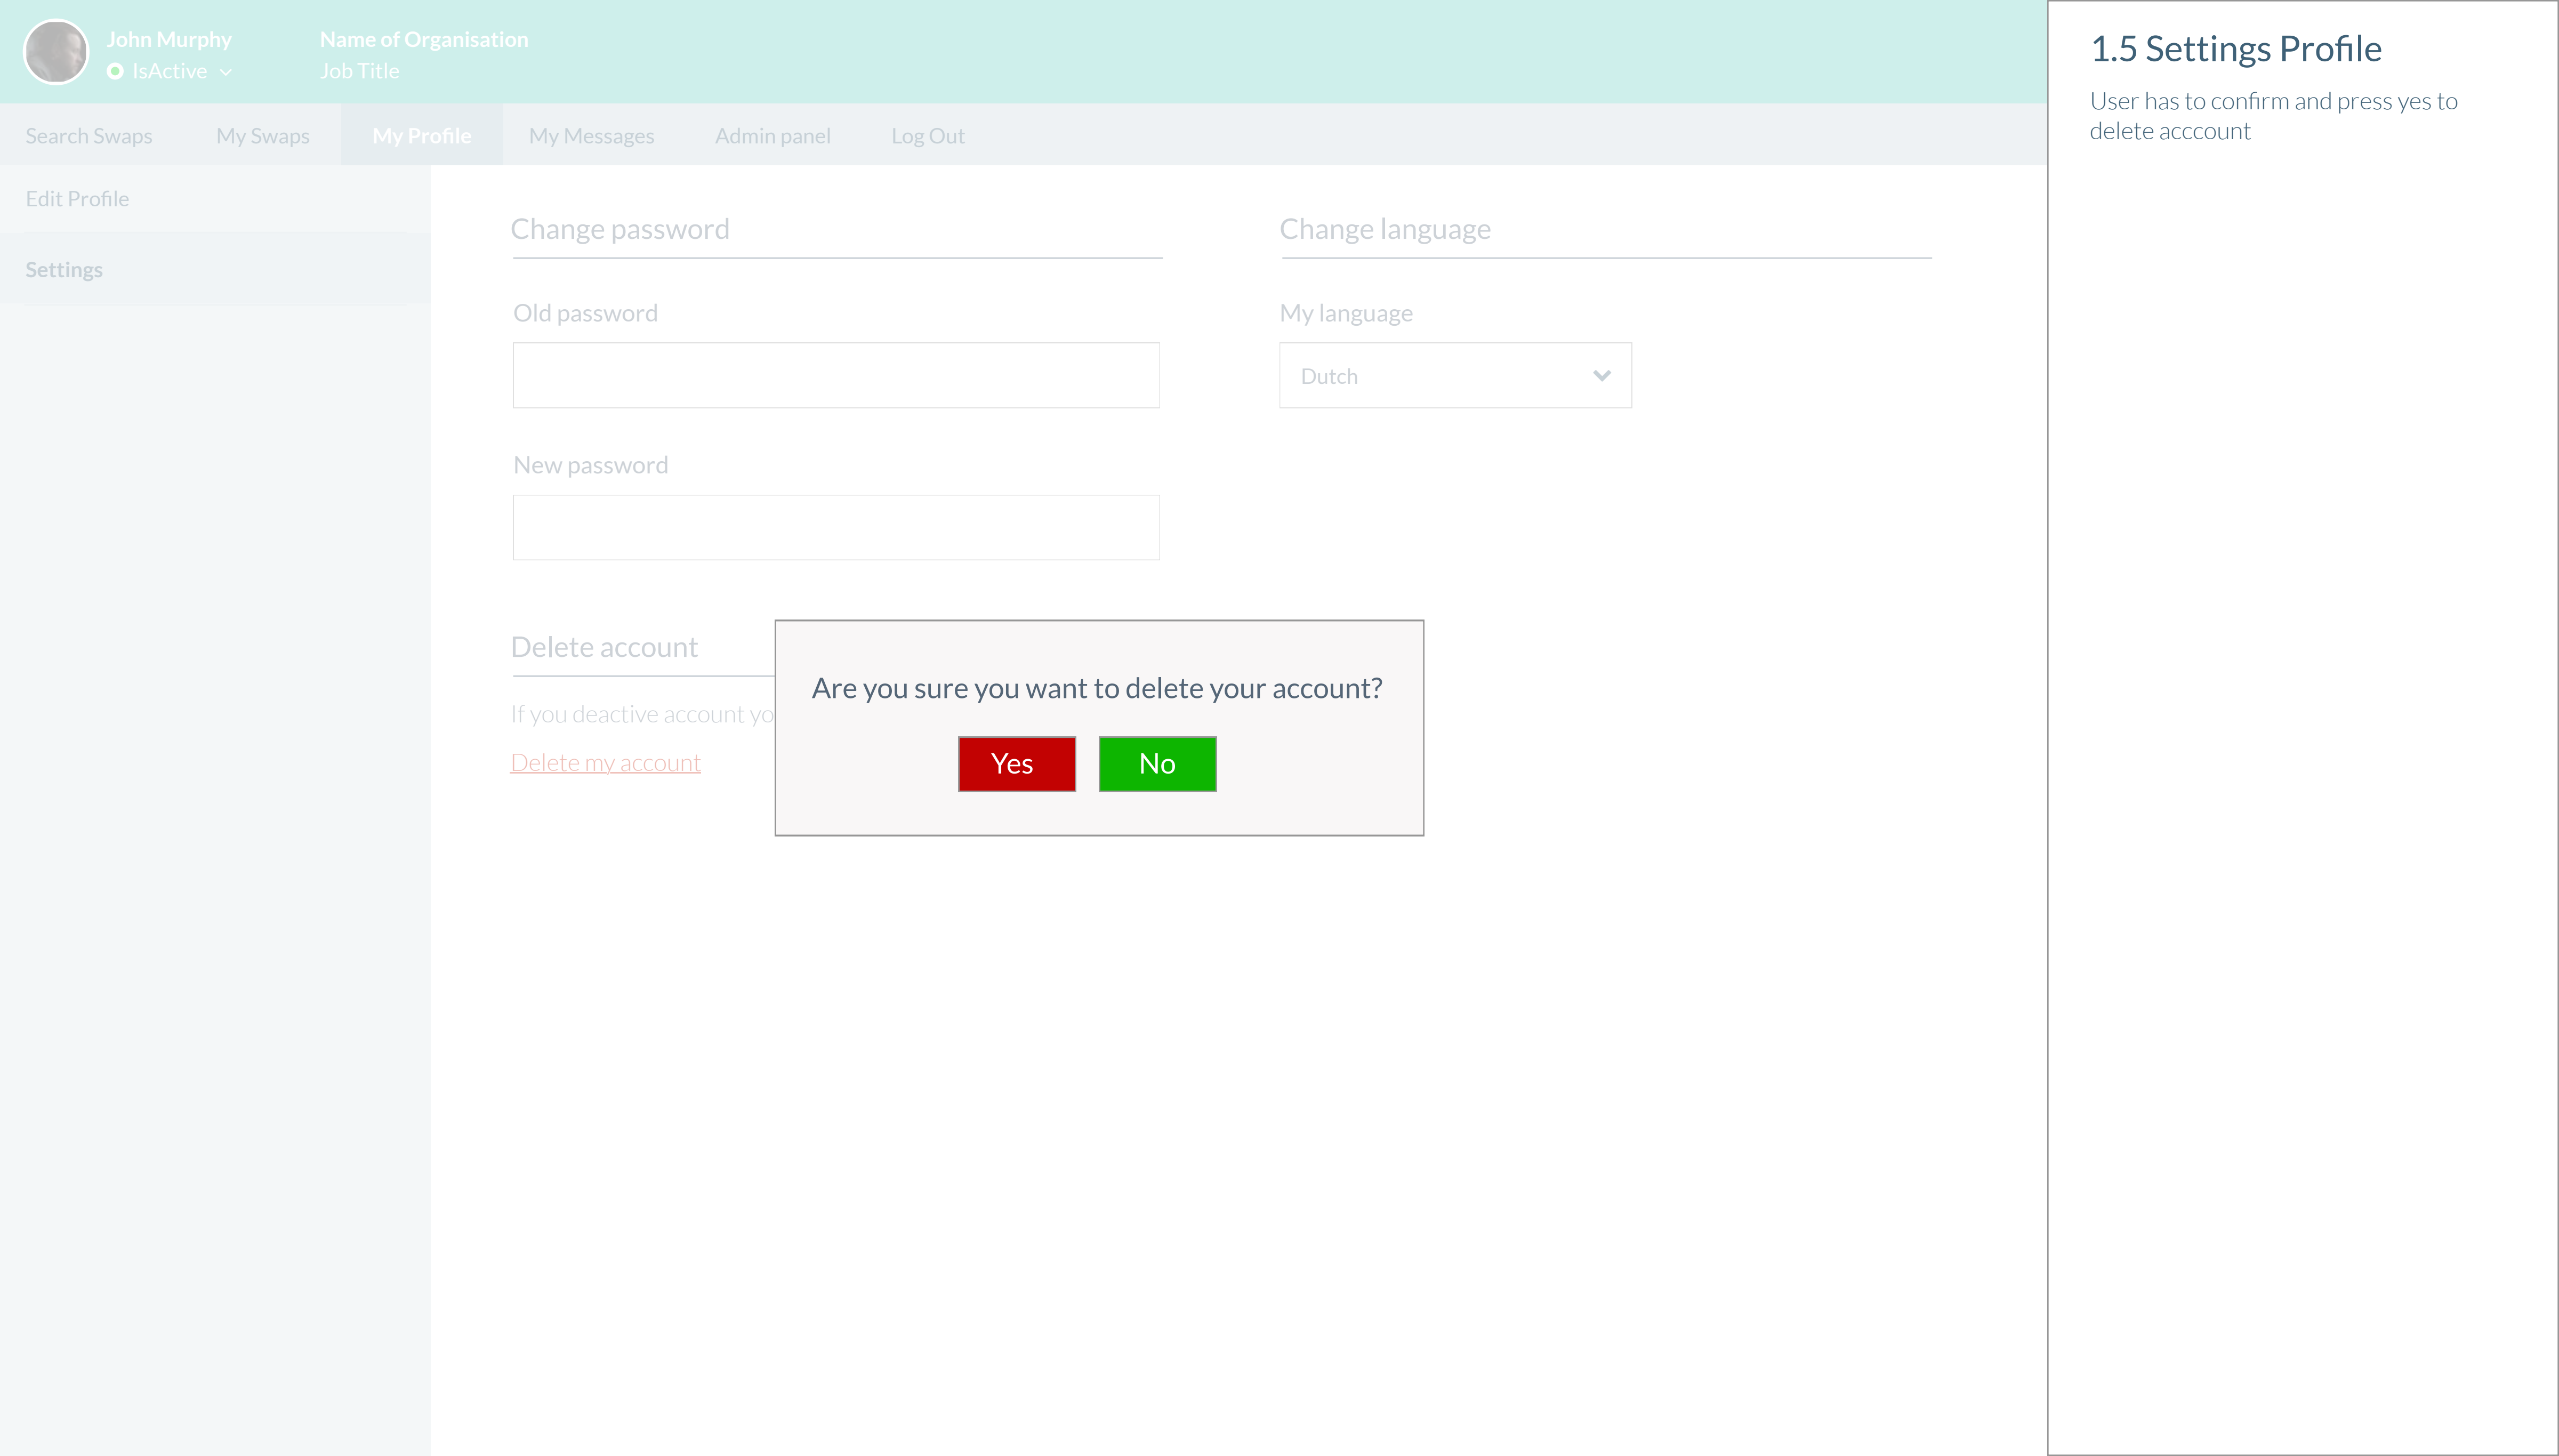 John Murphy
IsActive
Name of Organisation
Job Title
Search Swaps
My Swaps
My Profile
My Messages
Admin panel
Log Out
Edit Profile
Settings
Change password
Old password
New password
Change language
My language
Dutch
Delete account
If you deactive account yo
Delete my account
Are you sure you want to delete your account?
Yes
No
1.5 Settings Profile
User has to confirm and press yes to
delete acccount